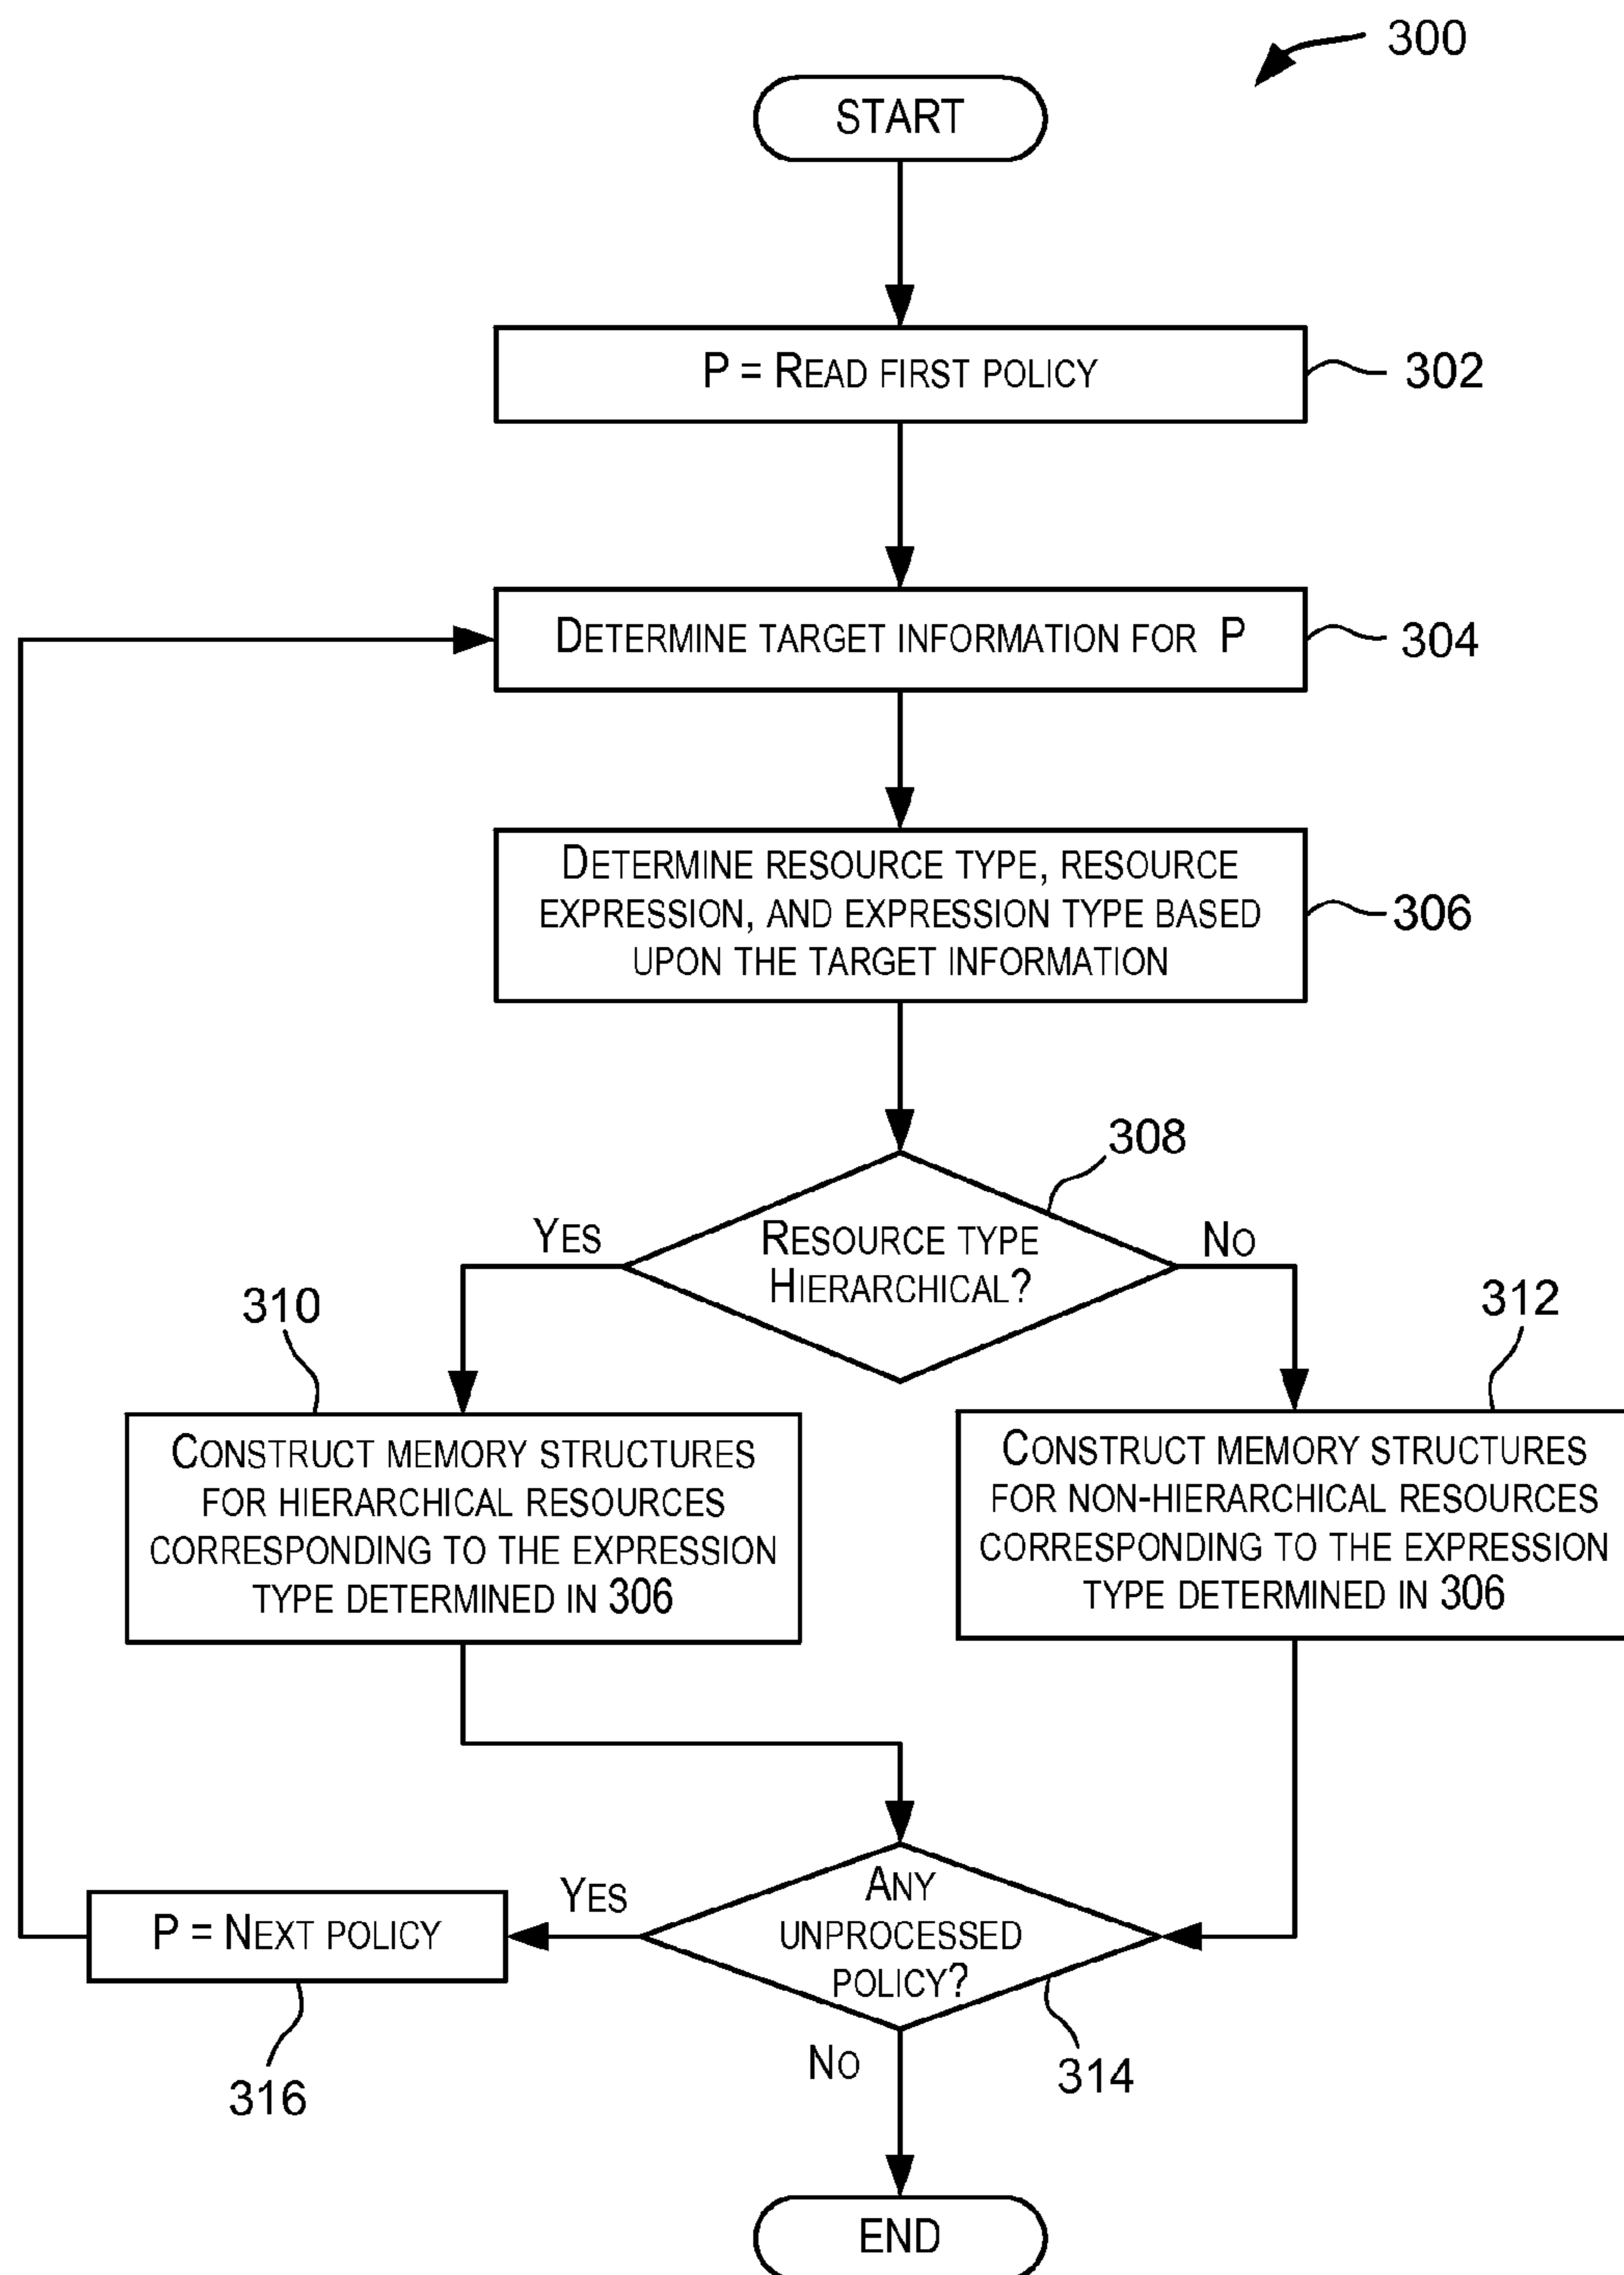 300
START
P = READ FIRST POLICY
302
DETERMINE TARGET INFORMATION FOR P
304
DETERMINE RESOURCE TYPE, RESOURCE
EXPRESSION, AND EXPRESSION TYPE BASED
UPON THE TARGET INFORMATION
306
308
YES
RESOURCE TYPE
HIERARCHICAL?
NO
310
312
CONSTRUCT MEMORY STRUCTURES
FOR HIERARCHICAL RESOURCES
CORRESPONDING TO THE EXPRESSION
TYPE DETERMINED IN 306
CONSTRUCT MEMORY STRUCTURES
FOR NON-HIERARCHICAL RESOURCES
CORRESPONDING TO THE EXPRESSION
TYPE DETERMINED IN 306
P = NEXT POLICY
YES
ANY
UNPROCESSED
POLICY?
316
NO
314
END